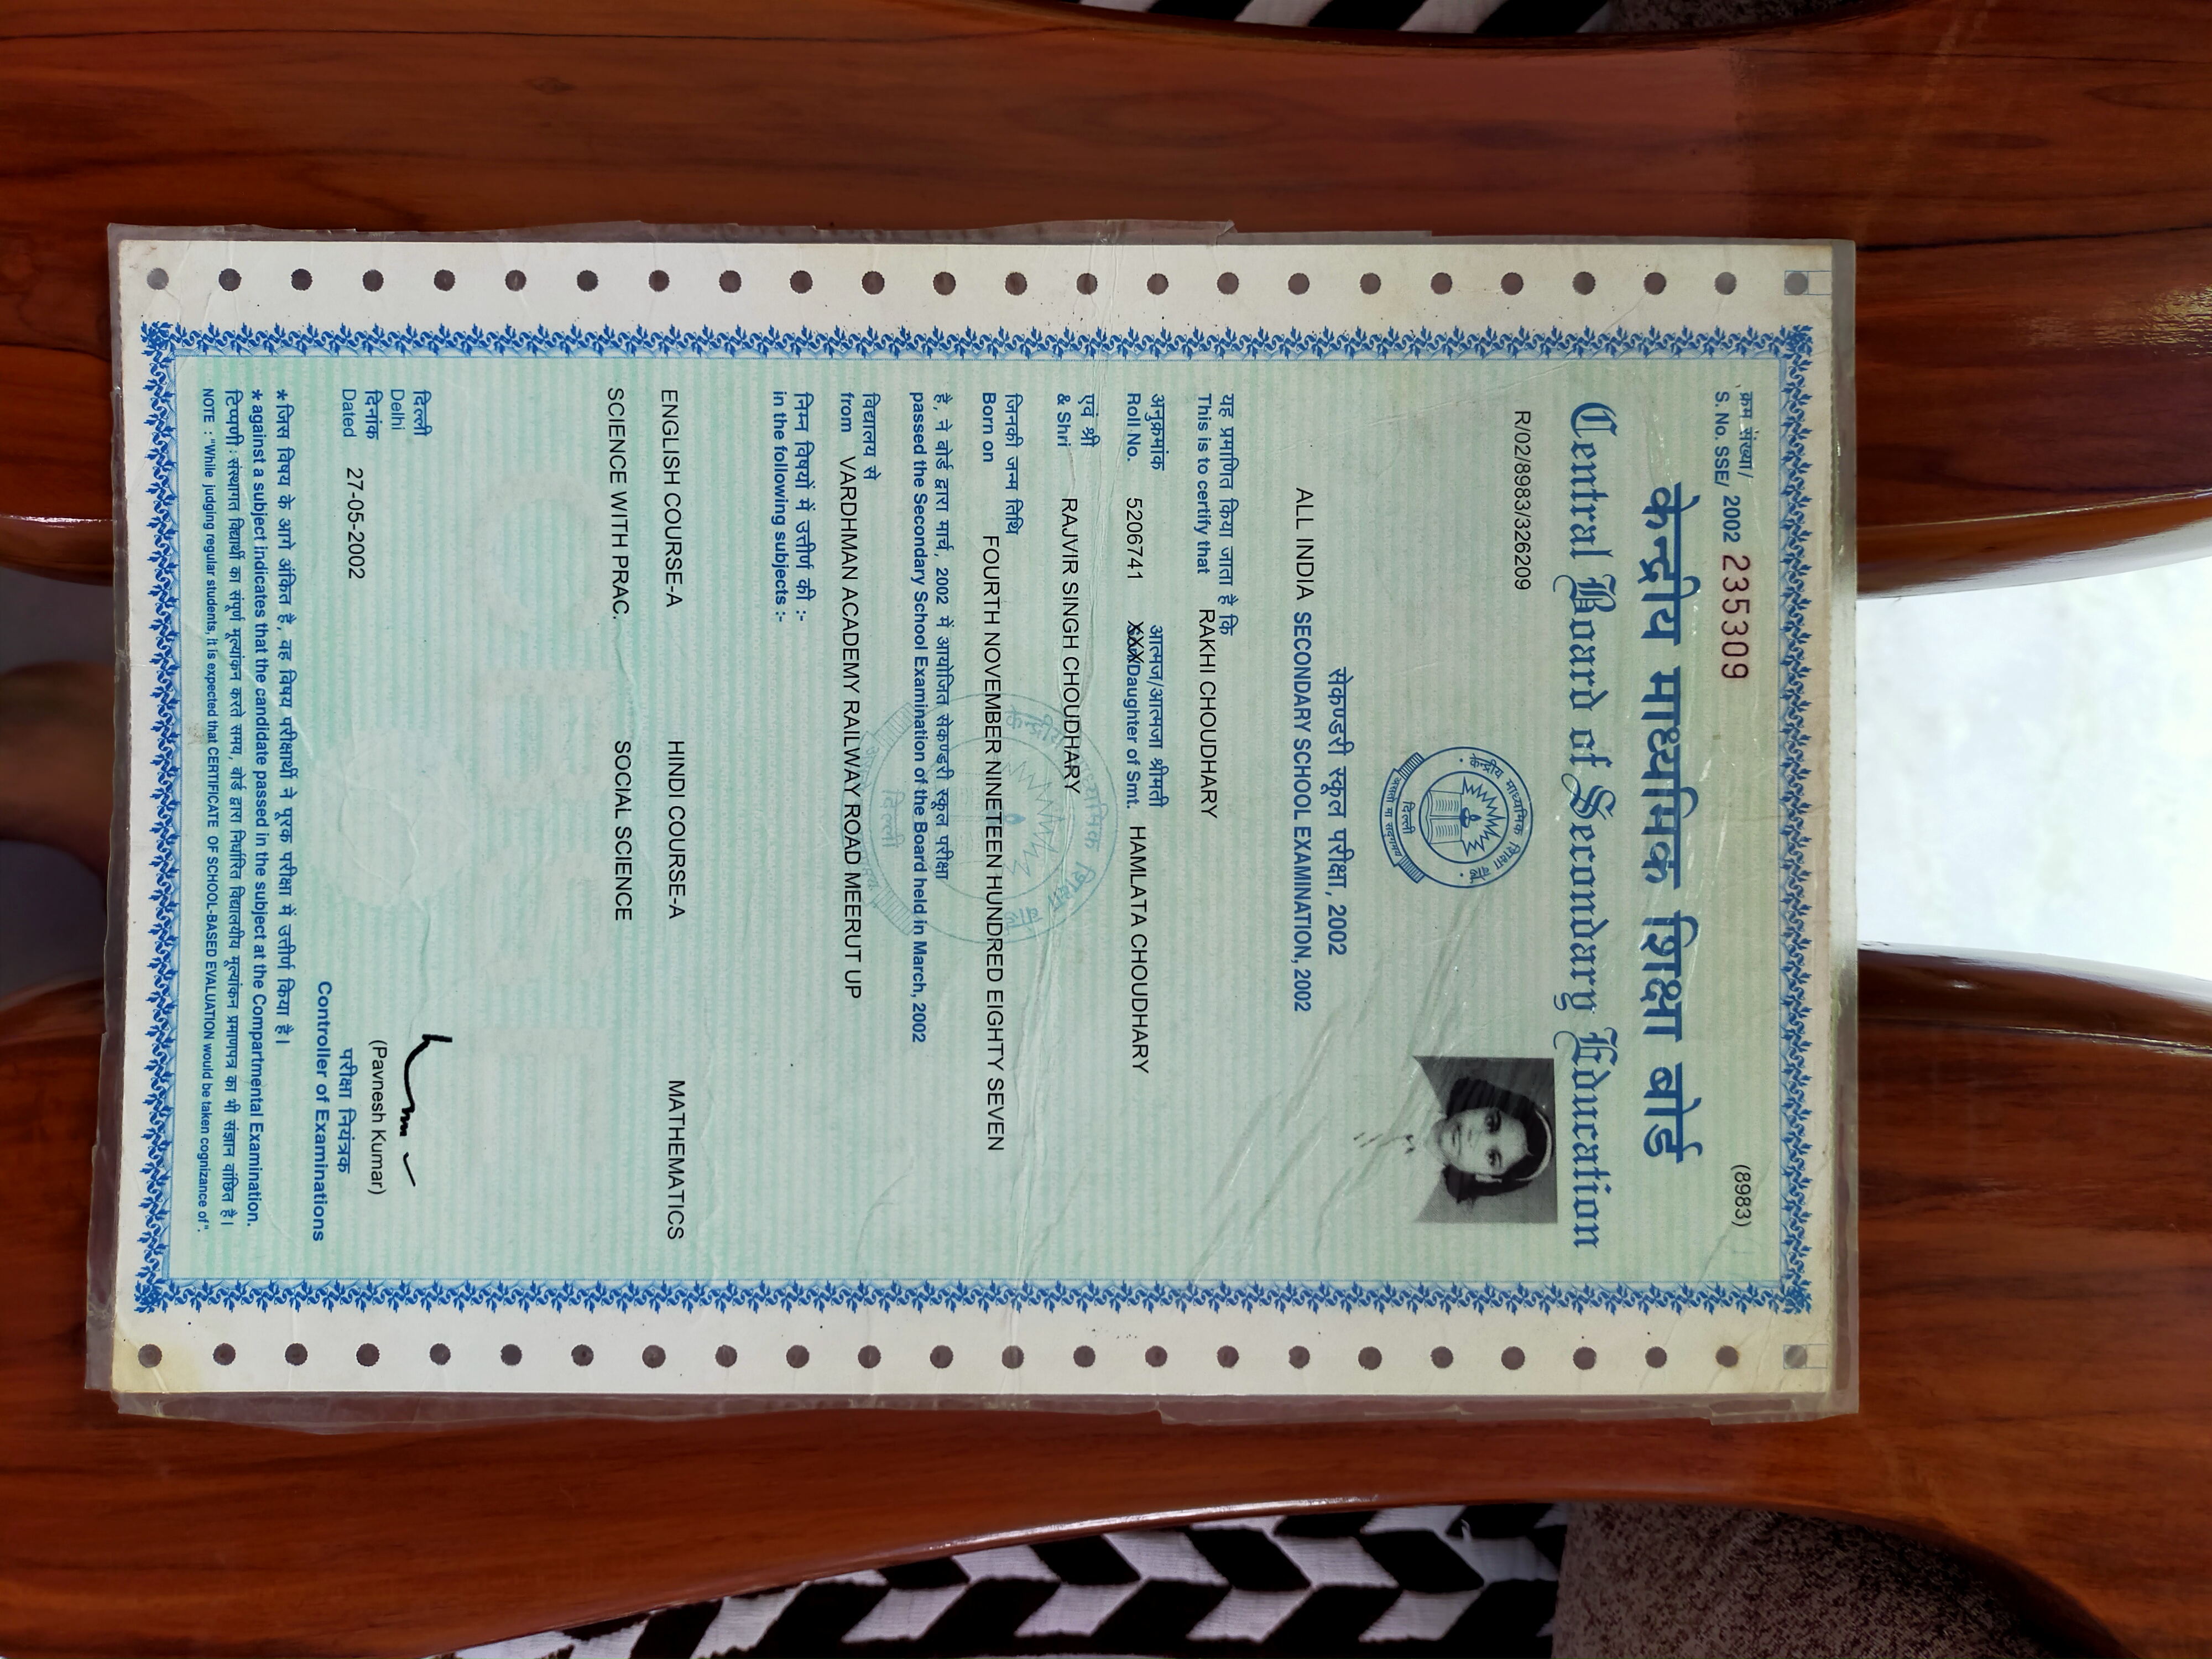 क्रम संख्या/
S. No. SSE/ 2002 235309
(8983)
केन्द्रीय माध्यमिक शिक्षा बोर्ड
Central Board of Secondary Education
R/02/8983/326209
केन्द्रीय माध्यमिक शिक्षा बोर्ड
दिल्ली
असतो मा सद्गमय
सेकण्डरी स्कूल परीक्षा, 2002
ALL INDIA SECONDARY SCHOOL EXAMINATION, 2002
यह प्रमाणित किया जाता है कि
This is to certify that RAKHI CHOUDHARY
अनुक्रमांक आत्मज/आत्मजा श्रीमती
Roll No. 5206741 XXX/Daughter of Smt. HAMLATA CHOUDHARY
एवं श्री
& Shri RAJVIR SINGH CHOUDHARY
जिनकी जन्म तिथि
Born on FOURTH NOVEMBER NINETEEN HUNDRED EIGHTY SEVEN
है, ने बोर्ड द्वारा मार्च, 2002 में आयोजित सेकण्डरी स्कूल परीक्षा
passed the Secondary School Examination of the Board held in March, 2002
विद्यालय से
from VARDHMAN ACADEMY RAILWAY ROAD MEERUT UP
निम्न विषयों में उत्तीर्ण की :-
in the following subjects :-
ENGLISH COURSE-A HINDI COURSE-A MATHEMATICS
SCIENCE WITH PRAC. SOCIAL SCIENCE
CBSE
दिल्ली
Delhi
दिनांक
Dated 27-05-2002
(Pavnesh Kumar)
परीक्षा नियंत्रक
Controller of Examinations
*जिस विषय के आगे अंकित है, वह विषय परीक्षार्थी ने पूरक परीक्षा में उत्तीर्ण किया है।
* against a subject indicates that the candidate passed in the subject at the Compartmental Examination.
टिप्पणी : संस्थागत विद्यार्थी का संपूर्ण मूल्यांकन करते समय, बोर्ड द्वारा निर्धारित विद्यालयीय मूल्यांकन प्रमाणपत्र का भी संज्ञान वांछित है।
NOTE : "While judging regular students, it is expected that CERTIFICATE OF SCHOOL-BASED EVALUATION would be taken cognizance of".